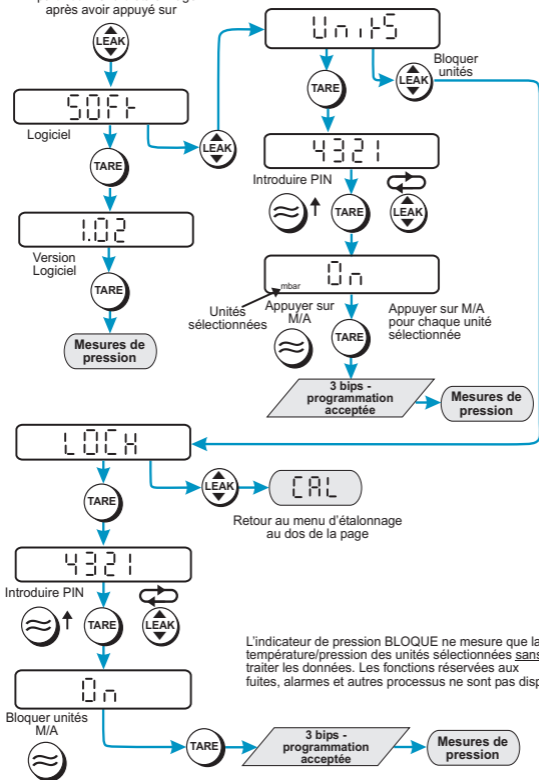 après avoir appuyé sur
LEAK
SOFt
Logiciel
TARE
LEAK
1.02
Version
Logiciel
TARE
Mesures de
pression
UnitS
TARE
LEAK
Bloquer
unités
4321
Introduire PIN
TARE
LEAK
On
mbar
Unités
sélectionnées
Appuyer sur
M/A
TARE
Appuyer sur M/A
pour chaque unité
sélectionnée
3 bips -
programmation
acceptée
Mesures de
pression
LOCK
TARE
LEAK
CAL
Retour au menu d'étalonnage
au dos de la page
4321
Introduire PIN
TARE
LEAK
L'indicateur de pression BLOQUE ne mesure que la
température/pression des unités sélectionnées sans
traiter les données. Les fonctions réservées aux
fuites, alarmes et autres processus ne sont pas disp
On
Bloquer unités
M/A
TARE
3 bips -
programmation
acceptée
Mesures de
pression